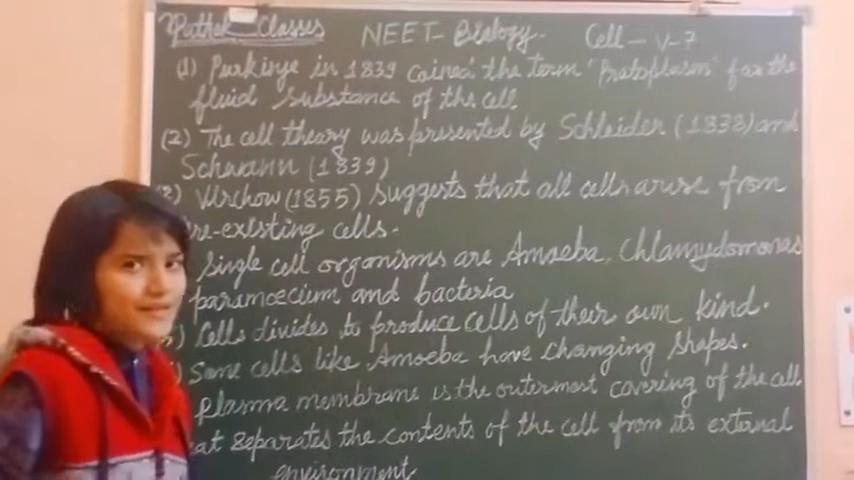 Pathak Classes NEET- Biology. Cell - V-7
(1) Purkinje in 1839 coined the term "Protoplasm" for the
fluid substance of the cell
(2) The cell theory was presented by Schleider (1838) and
Schwann (1839)
Virchow (1855) suggests that all cells arise from
pre-existing cells.
Single cell organisms are Amoeba, Chlamydomonas
paramoecium and bacteria
) Cells divides to produce cells of their own kind.
) Some cells like Amoeba have changing shapes.
plasma membrane is the outermost covering of the cell
at separates the contents of the cell from its external
environment